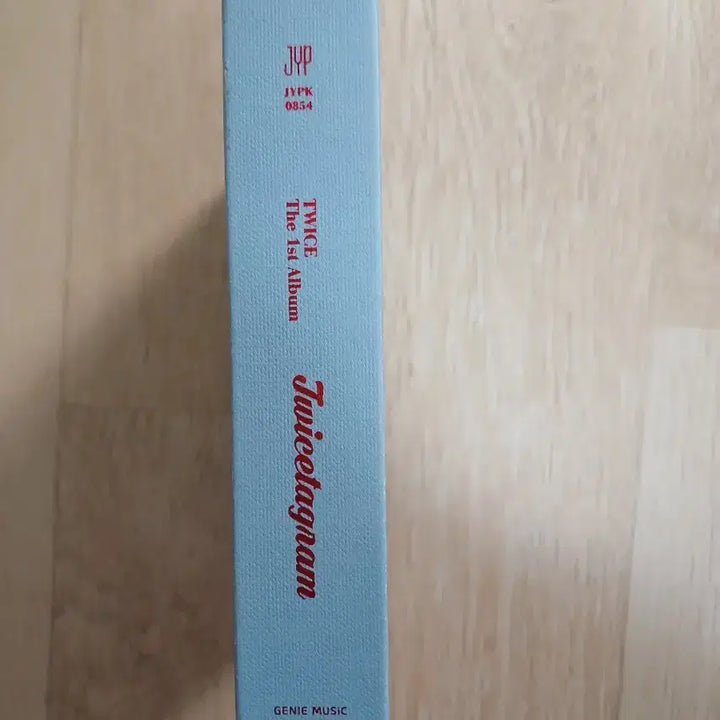 JYP
JYPK
0854
TWICE
The 1st Album
Twicetagram
GENIE MUSIC